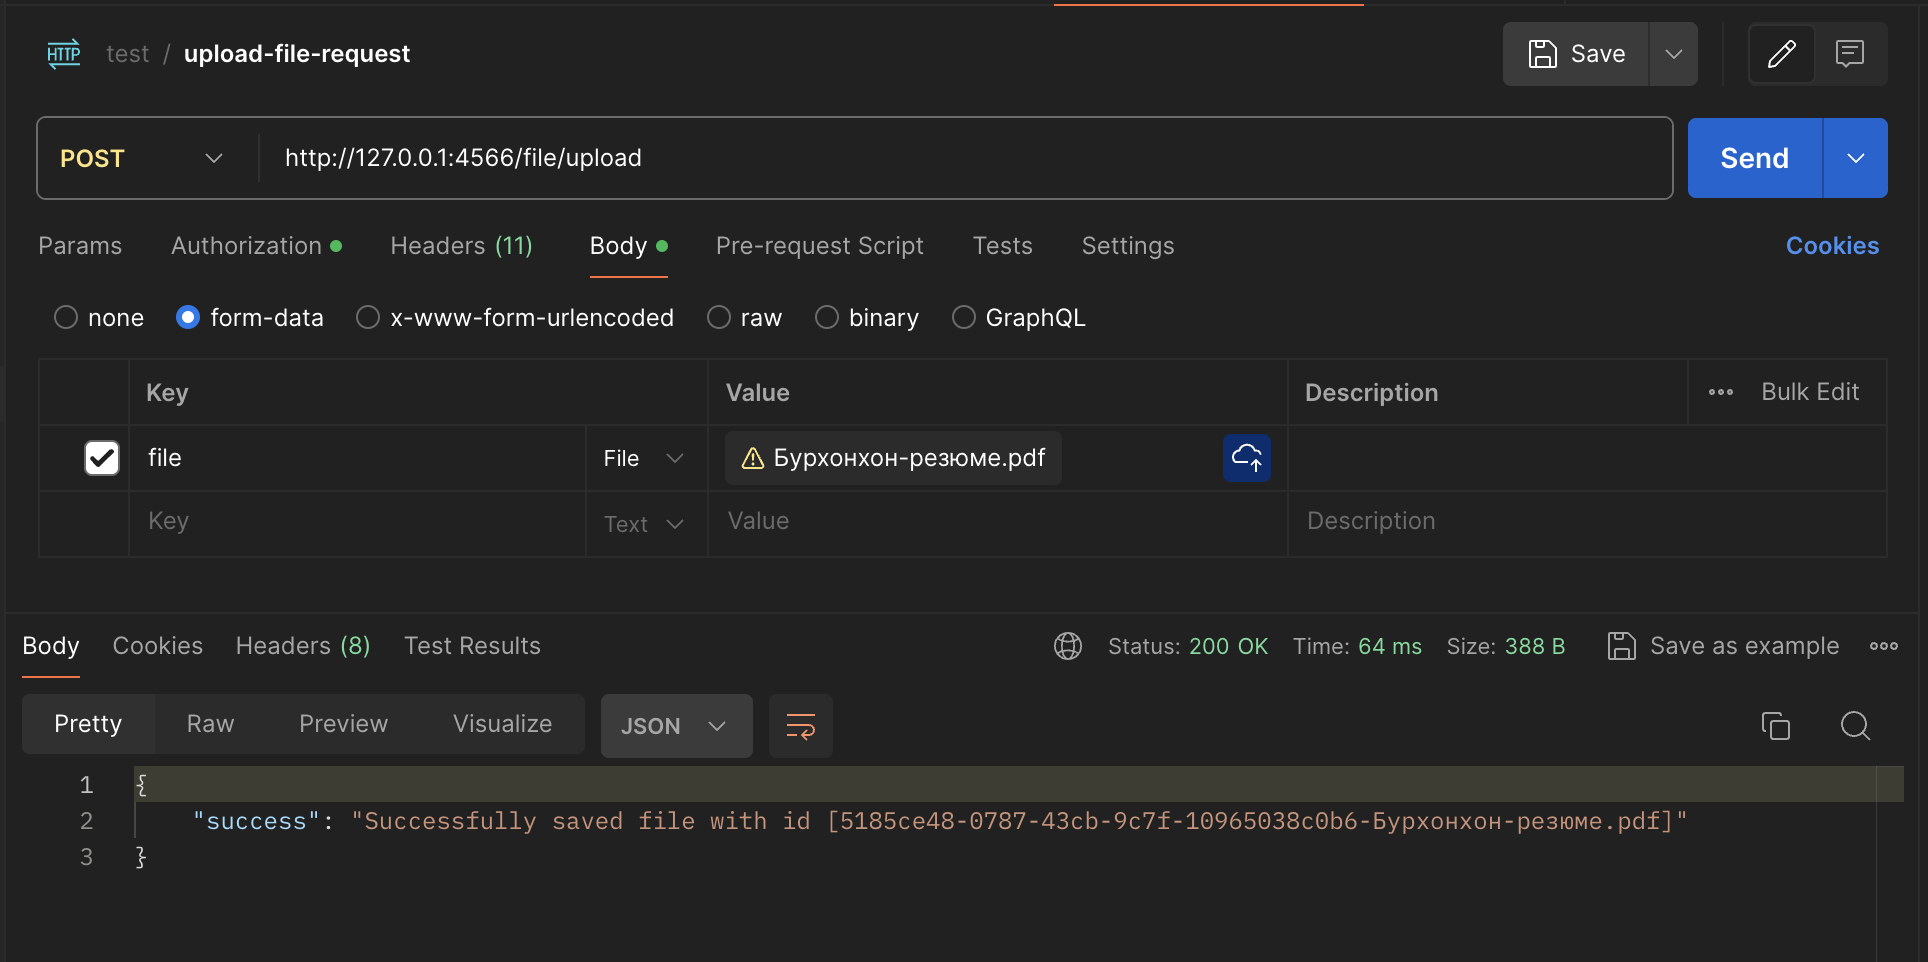 HTTP test / upload-file-request Save
POST http://127.0.0.1:4566/file/upload Send
Params Authorization Headers (11) Body Pre-request Script Tests Settings Cookies
none form-data x-www-form-urlencoded raw binary GraphQL
Key Value Description Bulk Edit
file File Бурхонхон-резюме.pdf
Key Text Value Description
Body Cookies Headers (8) Test Results Status: 200 OK Time: 64 ms Size: 388 B Save as example
Pretty Raw Preview Visualize JSON
1 {
2 "success": "Successfully saved file with id [5185ce48-0787-43cb-9c7f-10965038c0b6-Бурхонхон-резюме.pdf]"
3 }